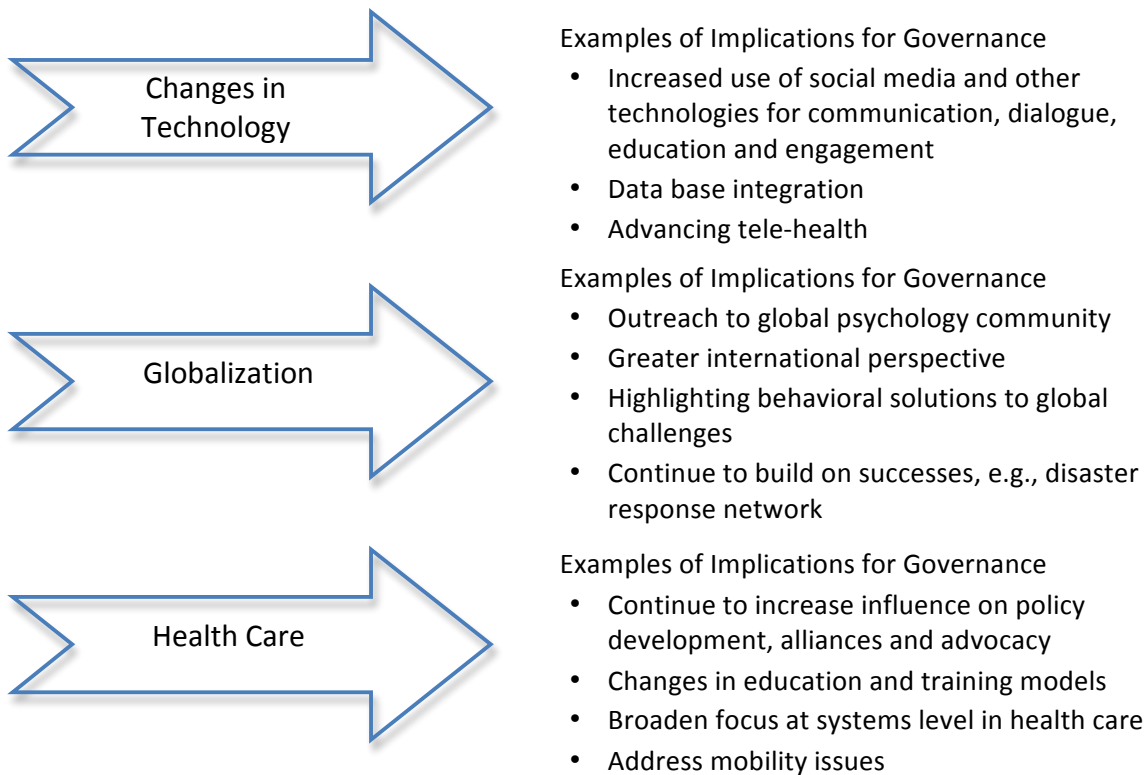 Changes in
Technology
Examples of Implications for Governance
• Increased use of social media and other
technologies for communication, dialogue,
education and engagement
• Data base integration
• Advancing tele-health
Globalization
Examples of Implications for Governance
• Outreach to global psychology community
• Greater international perspective
• Highlighting behavioral solutions to global
challenges
• Continue to build on successes, e.g., disaster
response network
Health Care
Examples of Implications for Governance
• Continue to increase influence on policy
development, alliances and advocacy
• Changes in education and training models
• Broaden focus at systems level in health care
• Address mobility issues